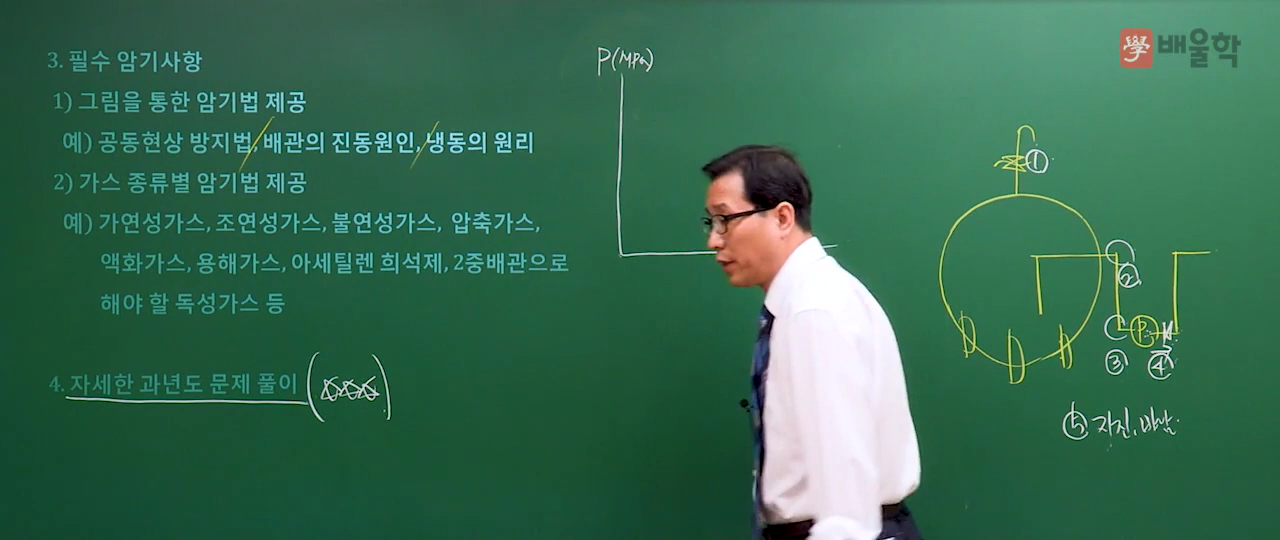 3. 필수 암기사항
1) 그림을 통한 암기법 제공
예) 공동현상 방지법, 배관의 진동원인, 냉동의 원리
2) 가스 종류별 암기법 제공
예) 가연성가스, 조연성가스, 불연성가스, 압축가스,
액화가스, 용해가스, 아세틸렌 희석제, 2중배관으로
해야 할 독성가스 등
4. 자세한 과년도 문제 풀이 (☆☆☆)
P(MPa)
學 배울학
①
②
③ P ④
⑤ 자진, 바람